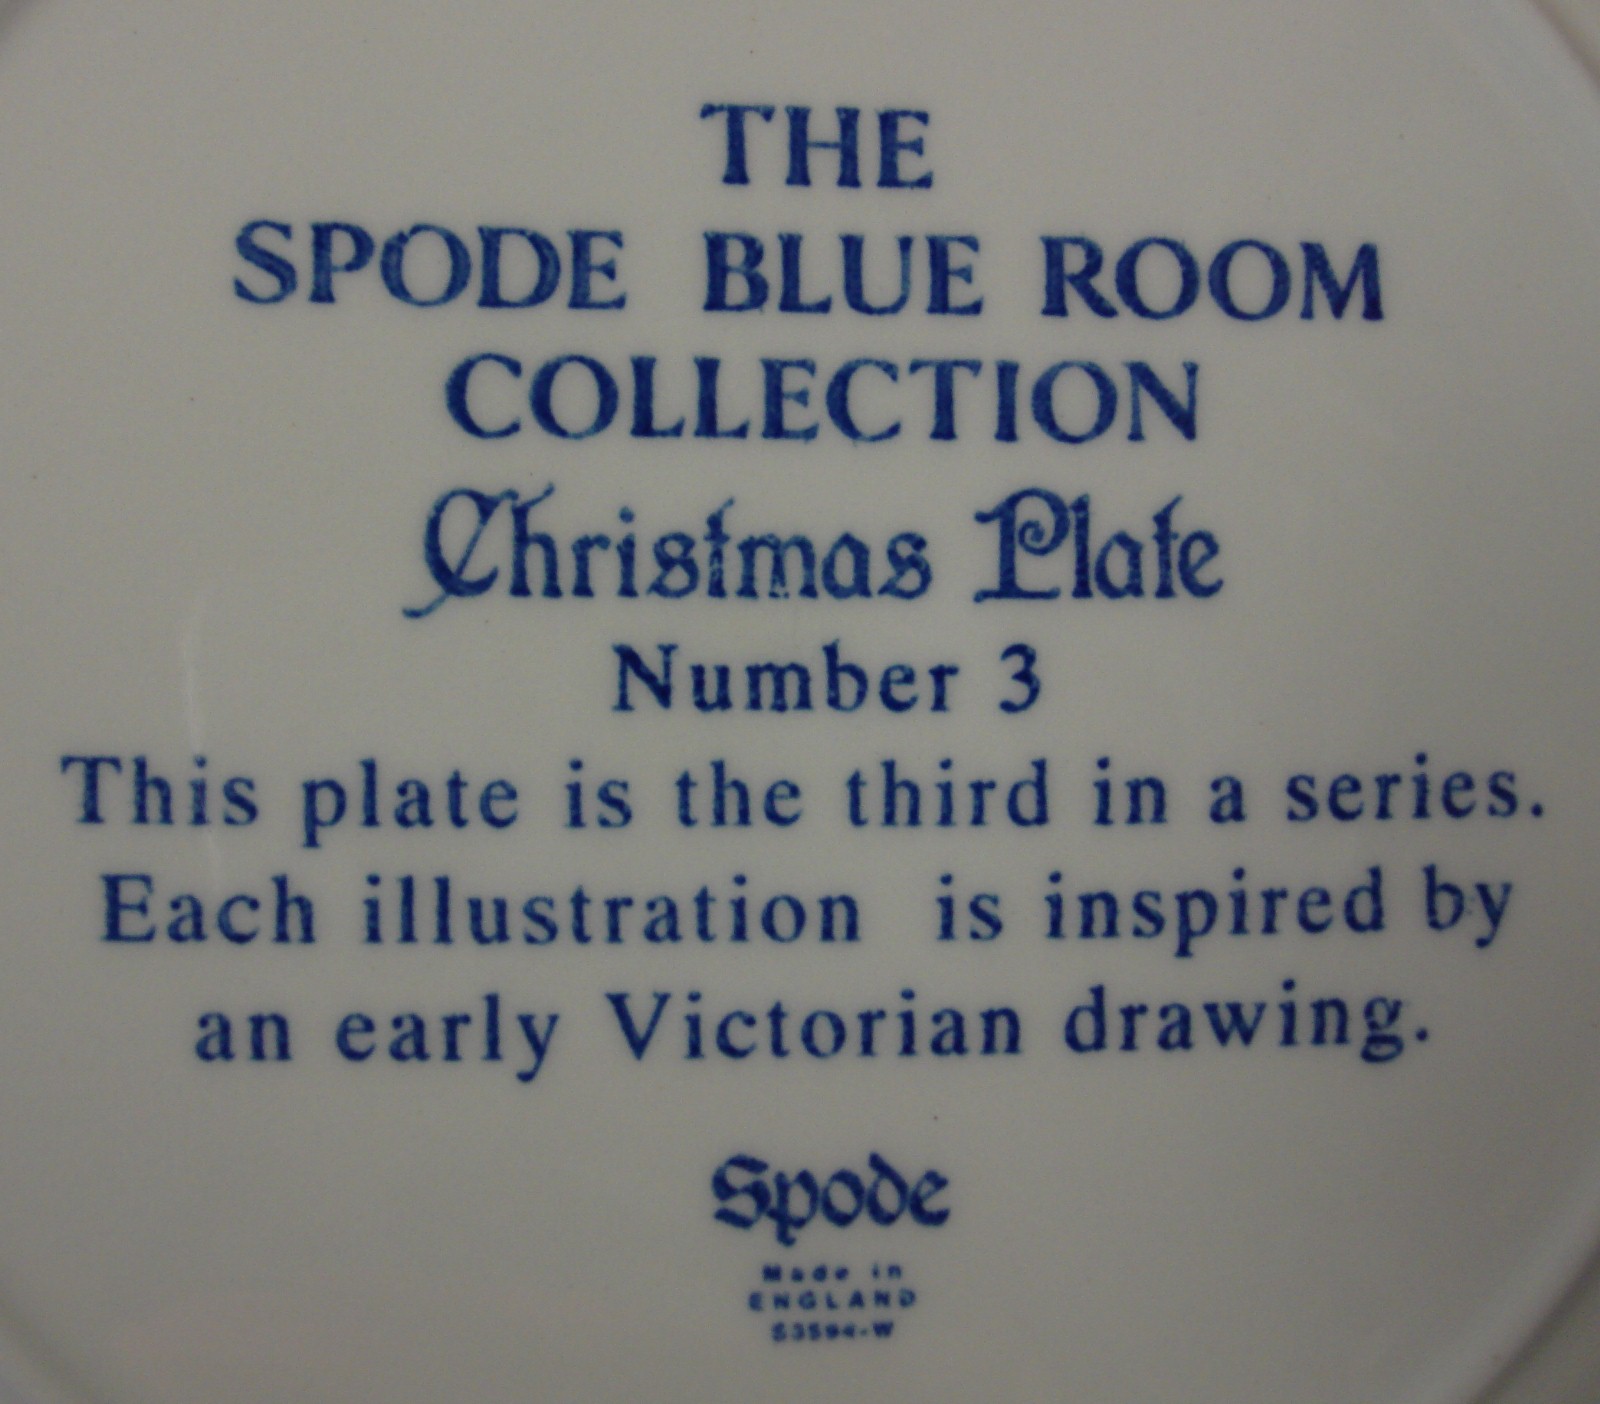 THE
SPODE BLUE ROOM
COLLECTION
Christmas Plate
Number 3
This plate is the third in a series.
Each illustration is inspired by
an early Victorian drawing.
Spode
Made in
ENGLAND
S3594-W